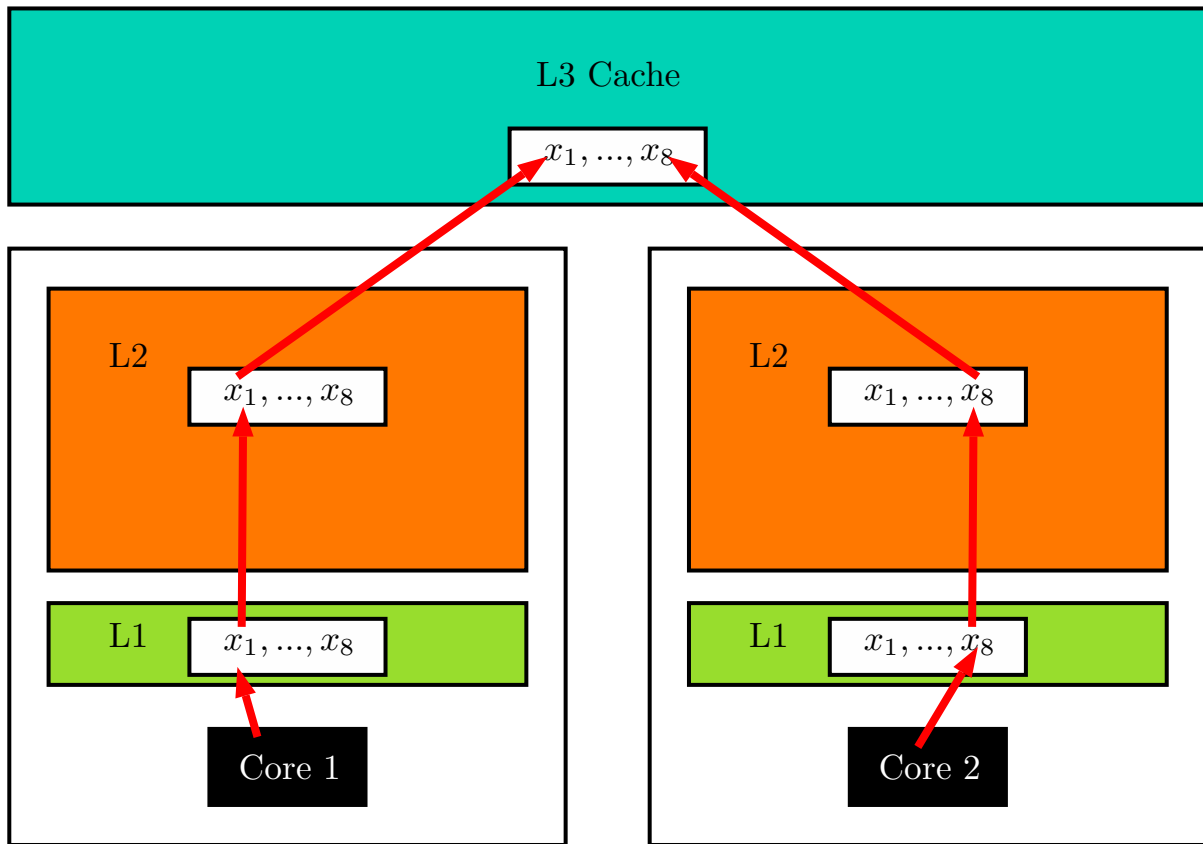 L3 Cache
x₁, ..., x₈
L2
x₁, ..., x₈
L2
x₁, ..., x₈
L1
x₁, ..., x₈
L1
x₁, ..., x₈
Core 1
Core 2